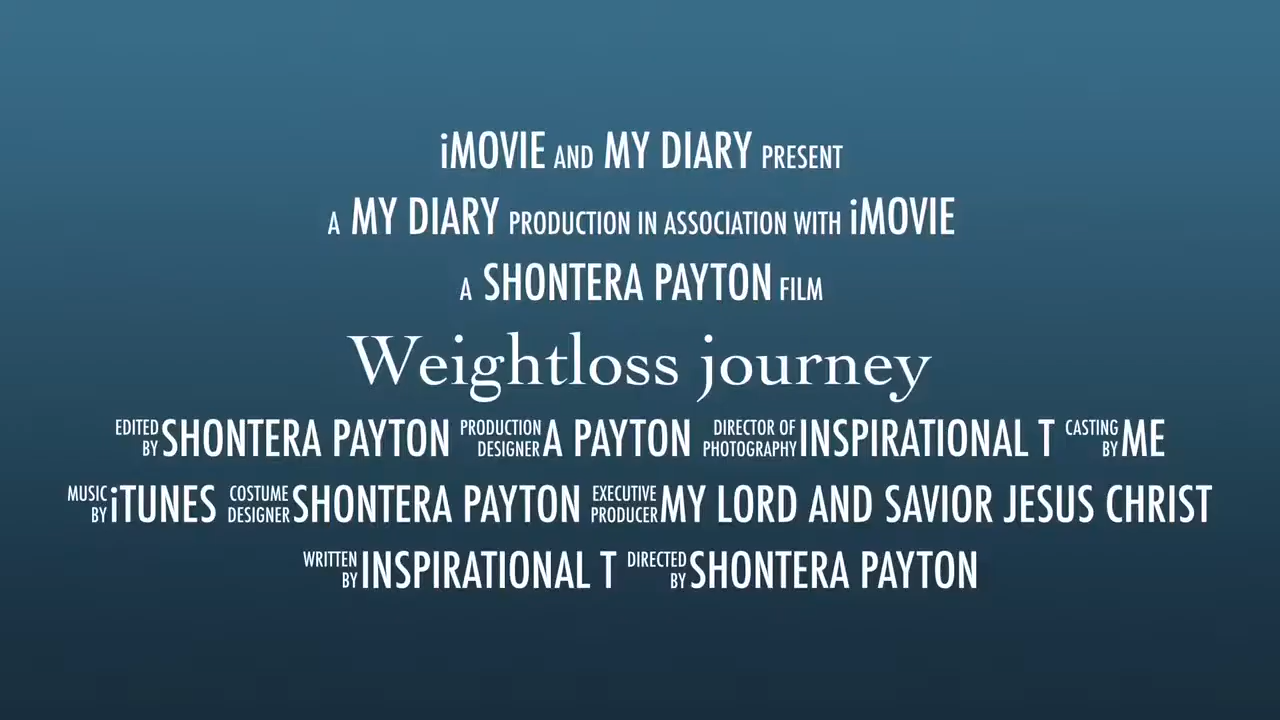 iMOVIE AND MY DIARY PRESENT
A MY DIARY PRODUCTION IN ASSOCIATION WITH iMOVIE
A SHONTERA PAYTON FILM
Weightloss journey
EDITED BY SHONTERA PAYTON PRODUCTION DESIGNER A PAYTON DIRECTOR OF PHOTOGRAPHY INSPIRATIONAL T CASTING BY ME
MUSIC BY iTUNES COSTUME DESIGNER SHONTERA PAYTON EXECUTIVE PRODUCER MY LORD AND SAVIOR JESUS CHRIST
WRITTEN BY INSPIRATIONAL T DIRECTED BY SHONTERA PAYTON